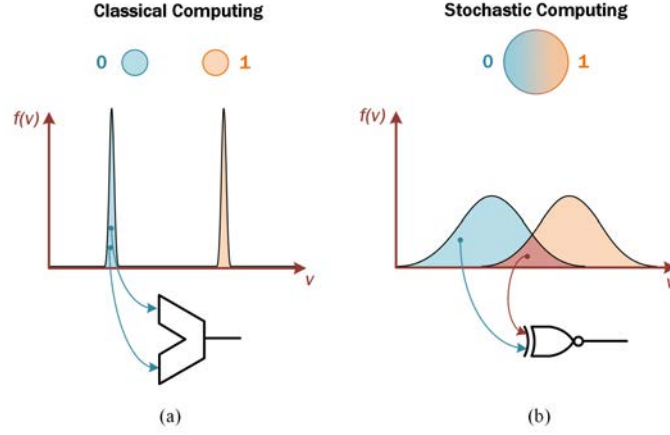 Classical Computing
0 1
f(v)
v
(a)
Stochastic Computing
0 1
f(v)
v
(b)